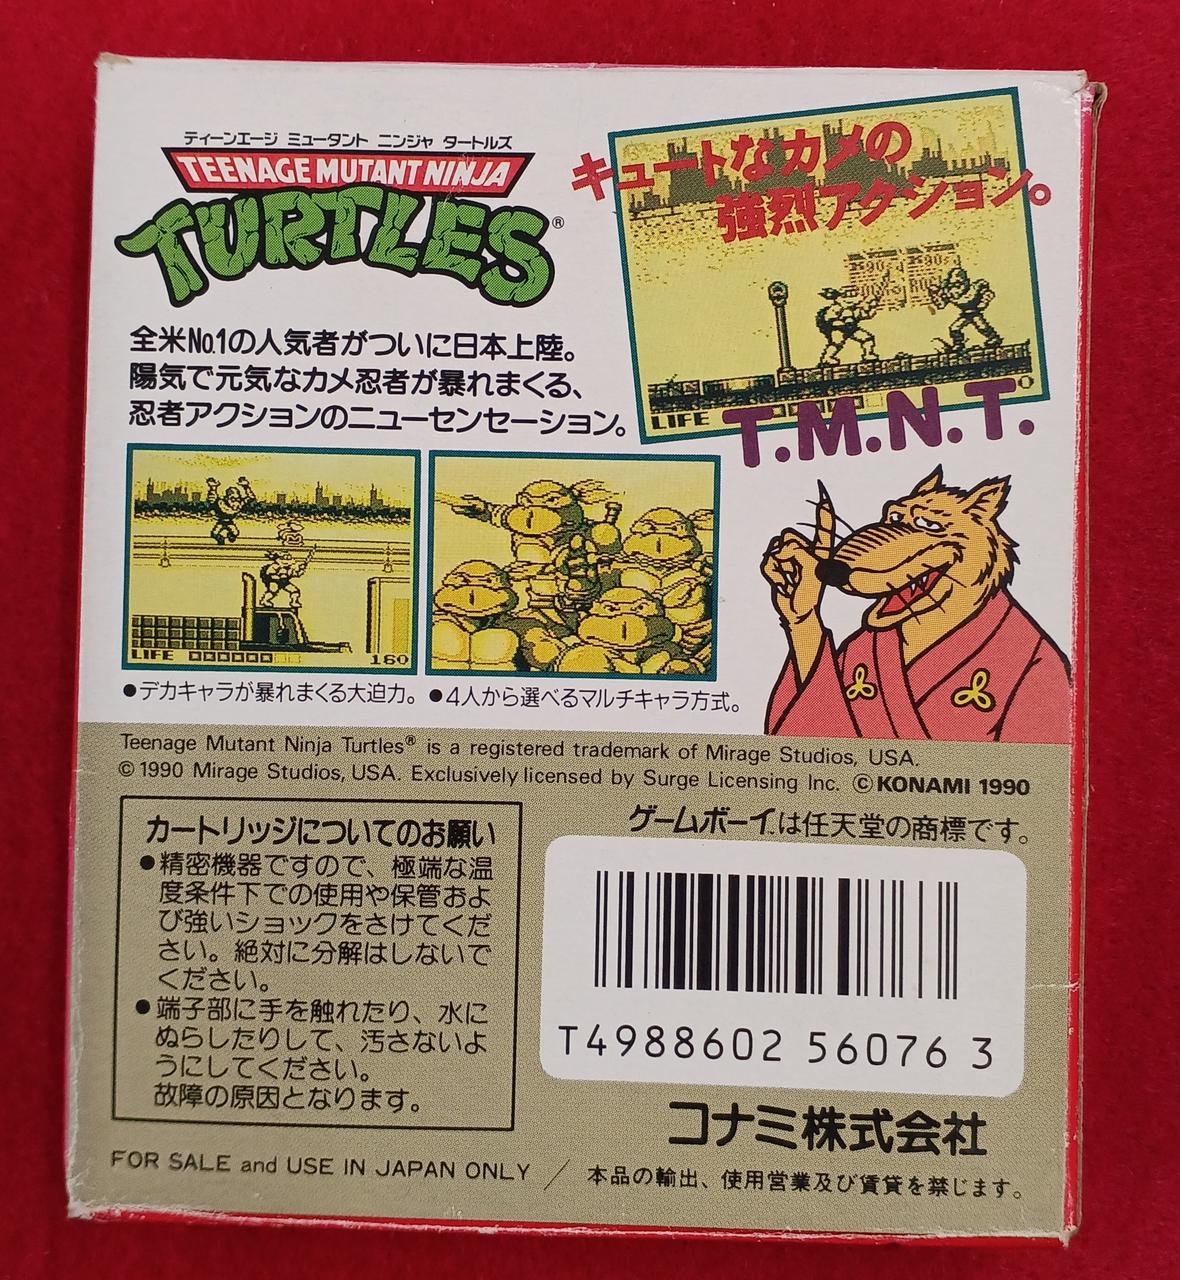 ティーンエージ ミュータント ニンジャ タートルズ
TEENAGE MUTANT NINJA
TURTLES®
キュートなカメの
強烈アクション。
全米No.1の人気者がついに日本上陸。
陽気で元気なカメ忍者が暴れまくる、
忍者アクションのニューセンセーション。
LIFE 0
T.M.N.T.
LIFE 160
●デカキャラが暴れまくる大迫力。
●4人から選べるマルチキャラ方式。
Teenage Mutant Ninja Turtles® is a registered trademark of Mirage Studios, USA.
©1990 Mirage Studios, USA. Exclusively licensed by Surge Licensing Inc. ©KONAMI 1990
ゲームボーイは任天堂の商標です。
カートリッジについてのお願い
●精密機器ですので、極端な温
度条件下での使用や保管およ
び強いショックをさけてくだ
さい。絶対に分解はしないで
ください。
●端子部に手を触れたり、水に
ぬらしたりして、汚さないよ
うにしてください。
故障の原因となります。
T4988602 56076 3
コナミ株式会社
FOR SALE and USE IN JAPAN ONLY / 本品の輸出、使用営業及び賃貸を禁じます。